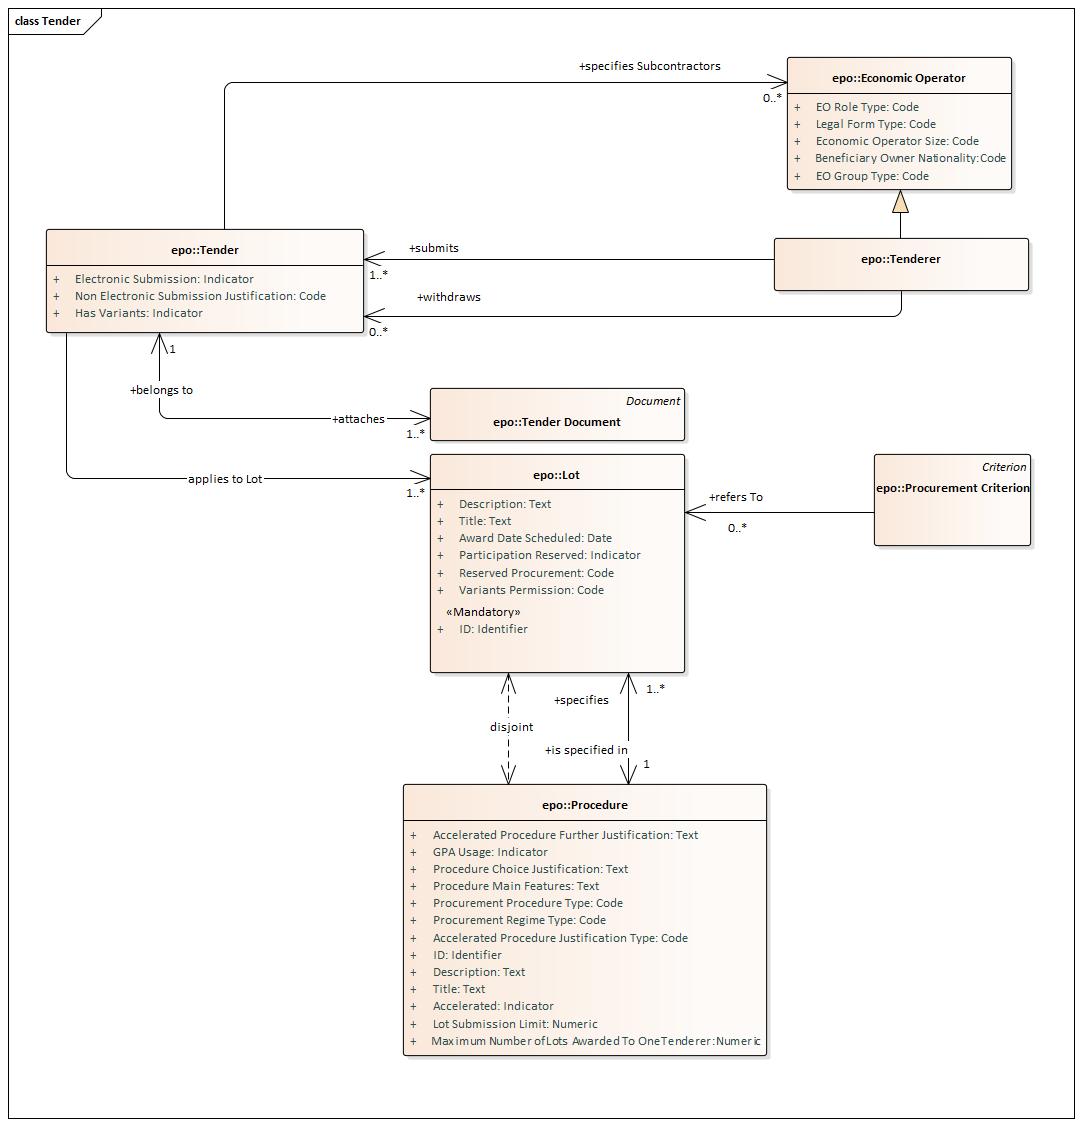 class Tender
+specifies Subcontractors
0..*
epo::Economic Operator
+ EO Role Type: Code
+ Legal Form Type: Code
+ Economic Operator Size: Code
+ Beneficiary Owner Nationality: Code
+ EO Group Type: Code
epo::Tender
+ Electronic Submission: Indicator
+ Non Electronic Submission Justification: Code
+ Has Variants: Indicator
+submits
1..*
epo::Tenderer
+withdraws
0..*
1
+belongs to
+attaches
1..*
Document
epo::Tender Document
applies to Lot
1..*
epo::Lot
+ Description: Text
+ Title: Text
+ Award Date Scheduled: Date
+ Participation Reserved: Indicator
+ Reserved Procurement: Code
+ Variants Permission: Code
«Mandatory»
+ ID: Identifier
+refers To
0..*
Criterion
epo::Procurement Criterion
+specifies
1..*
disjoint
+is specified in
1
epo::Procedure
+ Accelerated Procedure Further Justification: Text
+ GPA Usage: Indicator
+ Procedure Choice Justification: Text
+ Procedure Main Features: Text
+ Procurement Procedure Type: Code
+ Procurement Regime Type: Code
+ Accelerated Procedure Justification Type: Code
+ ID: Identifier
+ Description: Text
+ Title: Text
+ Accelerated: Indicator
+ Lot Submission Limit: Numeric
+ Maximum Number of Lots Awarded To One Tenderer: Numeric